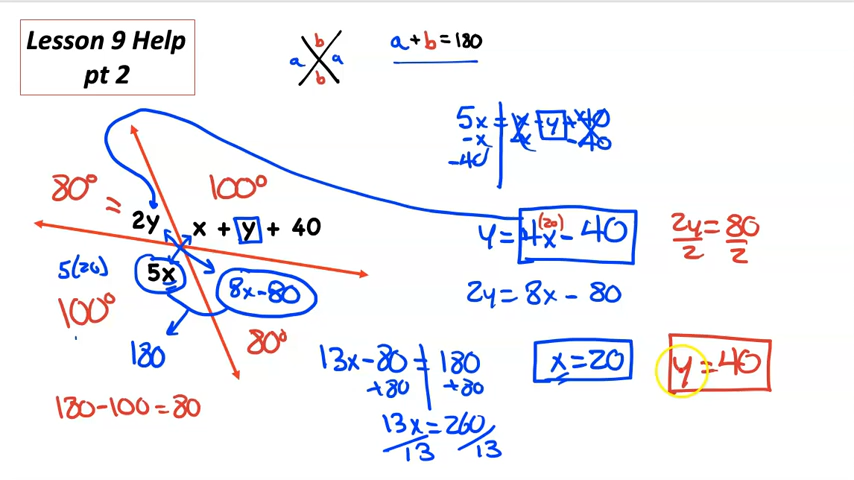 Lesson 9 Help
pt 2
b
a a
b
a + b = 180
5x = x + y + 40
-x -x -40
-40
80° = 100°
2y x + y + 40
5(20) 5x 8x-80
100°
180 80°
180-100=80
y = 4x - 40
(20)
2y = 8x - 80
2y = 80
2 2
13x-80 = 180
+80 +80
13x = 260
13 13
x=20
y=40